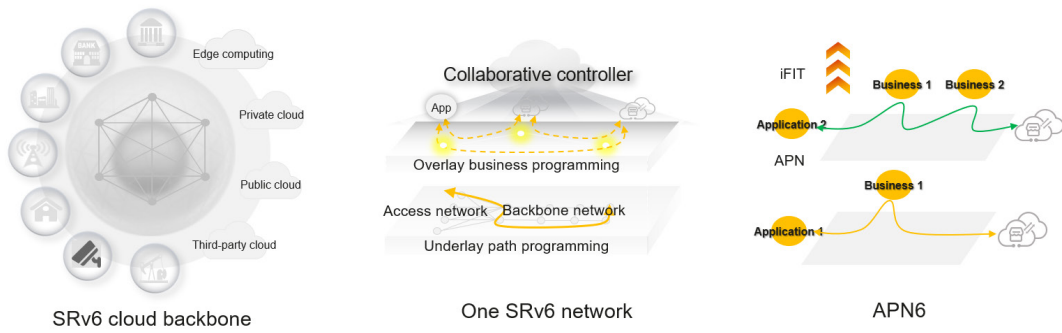 BANK
Edge computing
Private cloud
Public cloud
Third-party cloud
SRv6 cloud backbone
Collaborative controller
App
Overlay business programming
Access network
Backbone network
Underlay path programming
One SRv6 network
iFIT
Business 1
Business 2
Application 2
APN
Business 1
Application 1
APN6